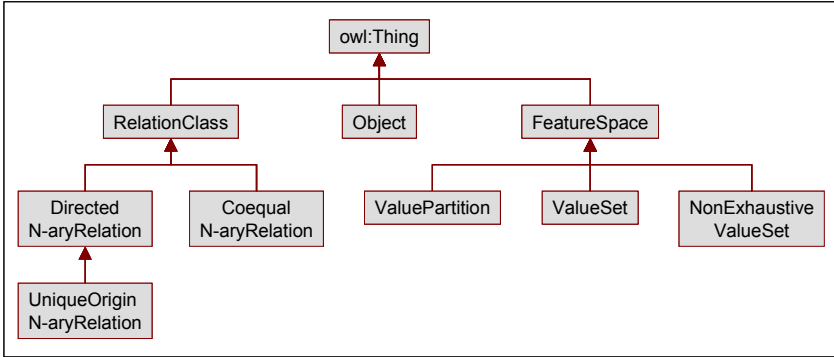 owl:Thing
RelationClass
Object
FeatureSpace
Directed
N-aryRelation
Coequal
N-aryRelation
ValuePartition
ValueSet
NonExhaustive
ValueSet
UniqueOrigin
N-aryRelation